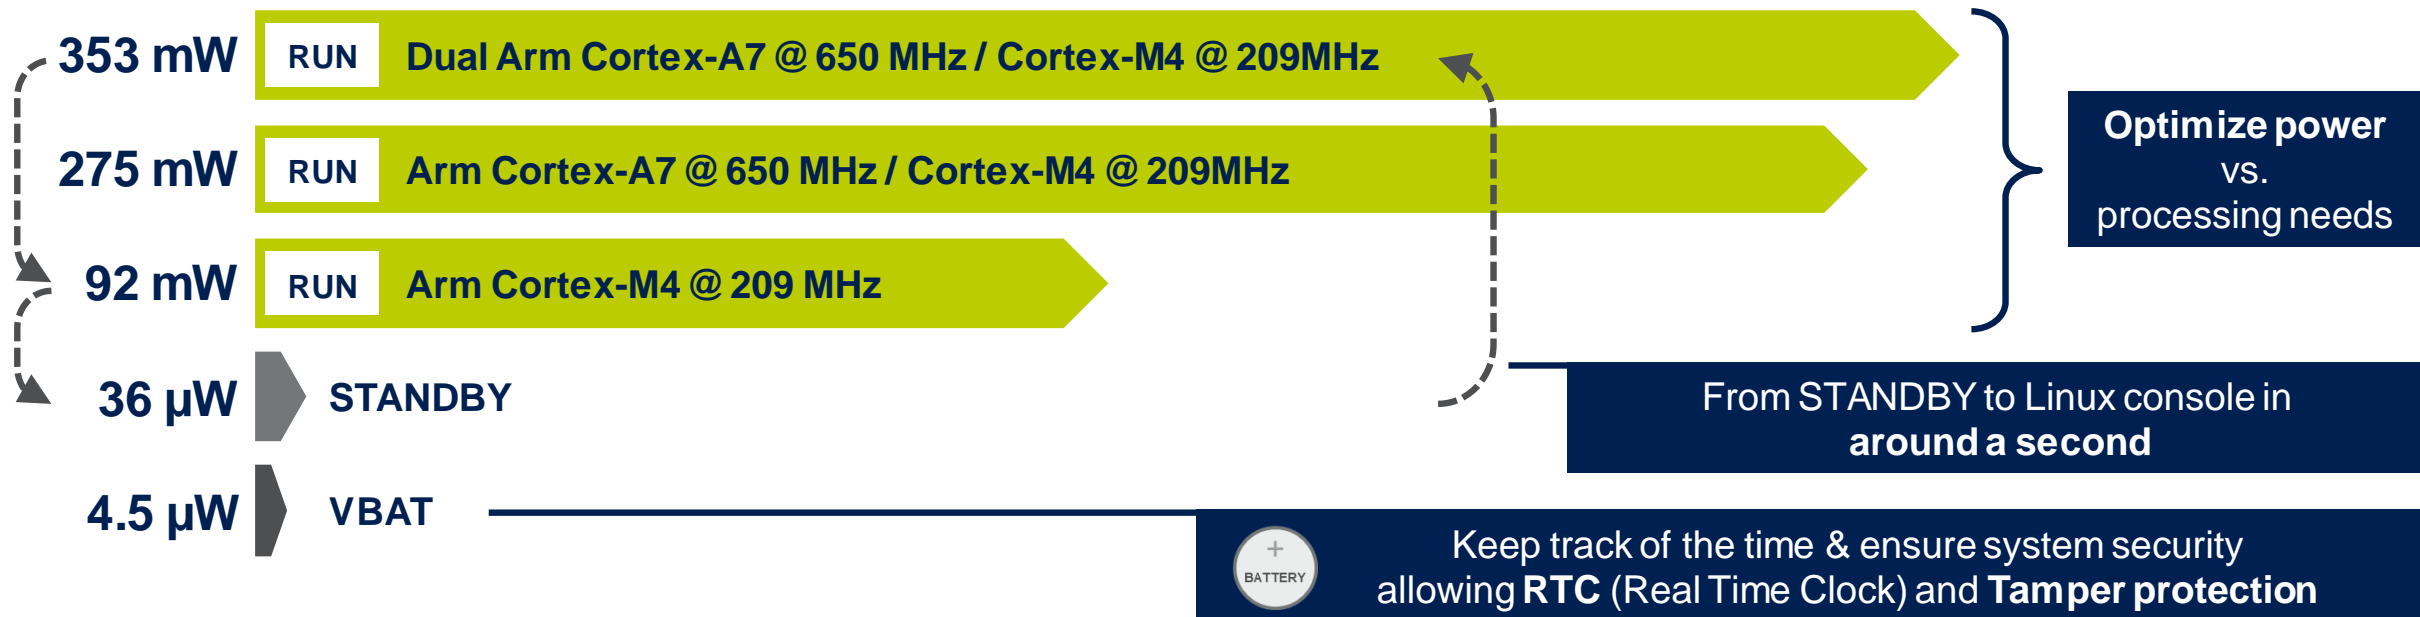 353 mW RUN Dual Arm Cortex-A7 @ 650 MHz / Cortex-M4 @ 209MHz
275 mW RUN Arm Cortex-A7 @ 650 MHz / Cortex-M4 @ 209MHz
92 mW RUN Arm Cortex-M4 @ 209 MHz
Optimize power
vs.
processing needs
36 µW STANDBY
From STANDBY to Linux console in
around a second
4.5 µW VBAT
+
BATTERY
Keep track of the time & ensure system security
allowing RTC (Real Time Clock) and Tamper protection